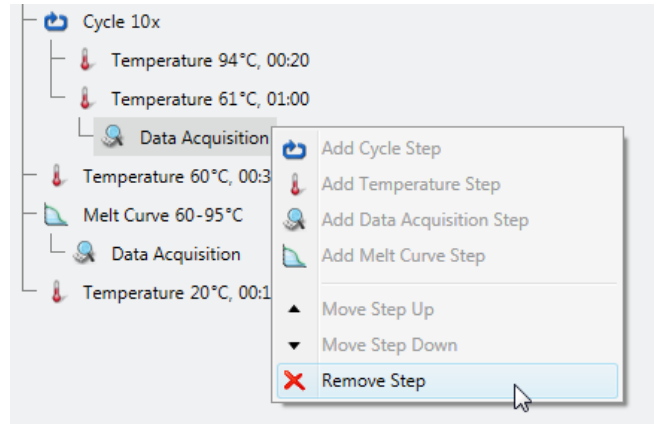 Cycle 10x
Temperature 94°C, 00:20
Temperature 61°C, 01:00
Data Acquisition
Temperature 60°C, 00:3
Melt Curve 60-95°C
Data Acquisition
Temperature 20°C, 00:1
Add Cycle Step
Add Temperature Step
Add Data Acquisition Step
Add Melt Curve Step
Move Step Up
Move Step Down
Remove Step